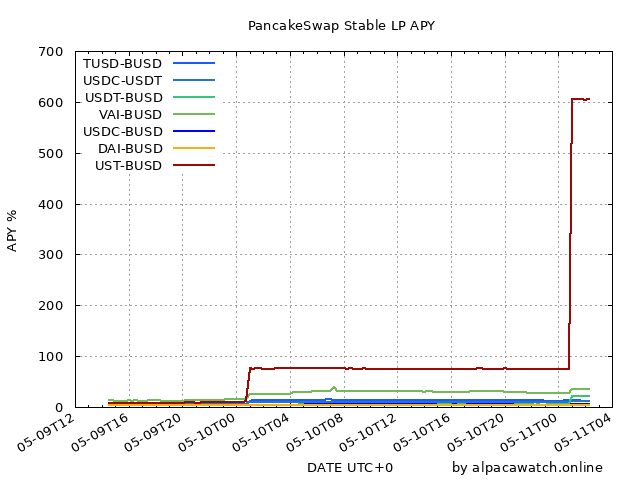 PancakeSwap Stable LP APY
700
600
500
400
300
200
100
0
APY %
TUSD-BUSD
USDC-USDT
USDT-BUSD
VAI-BUSD
USDC-BUSD
DAI-BUSD
UST-BUSD
05-09T12
05-09T16
05-09T20
05-10T00
05-10T04
05-10T08
05-10T12
05-10T16
05-10T20
05-11T00
05-11T04
DATE UTC+0
by alpacawatch.online